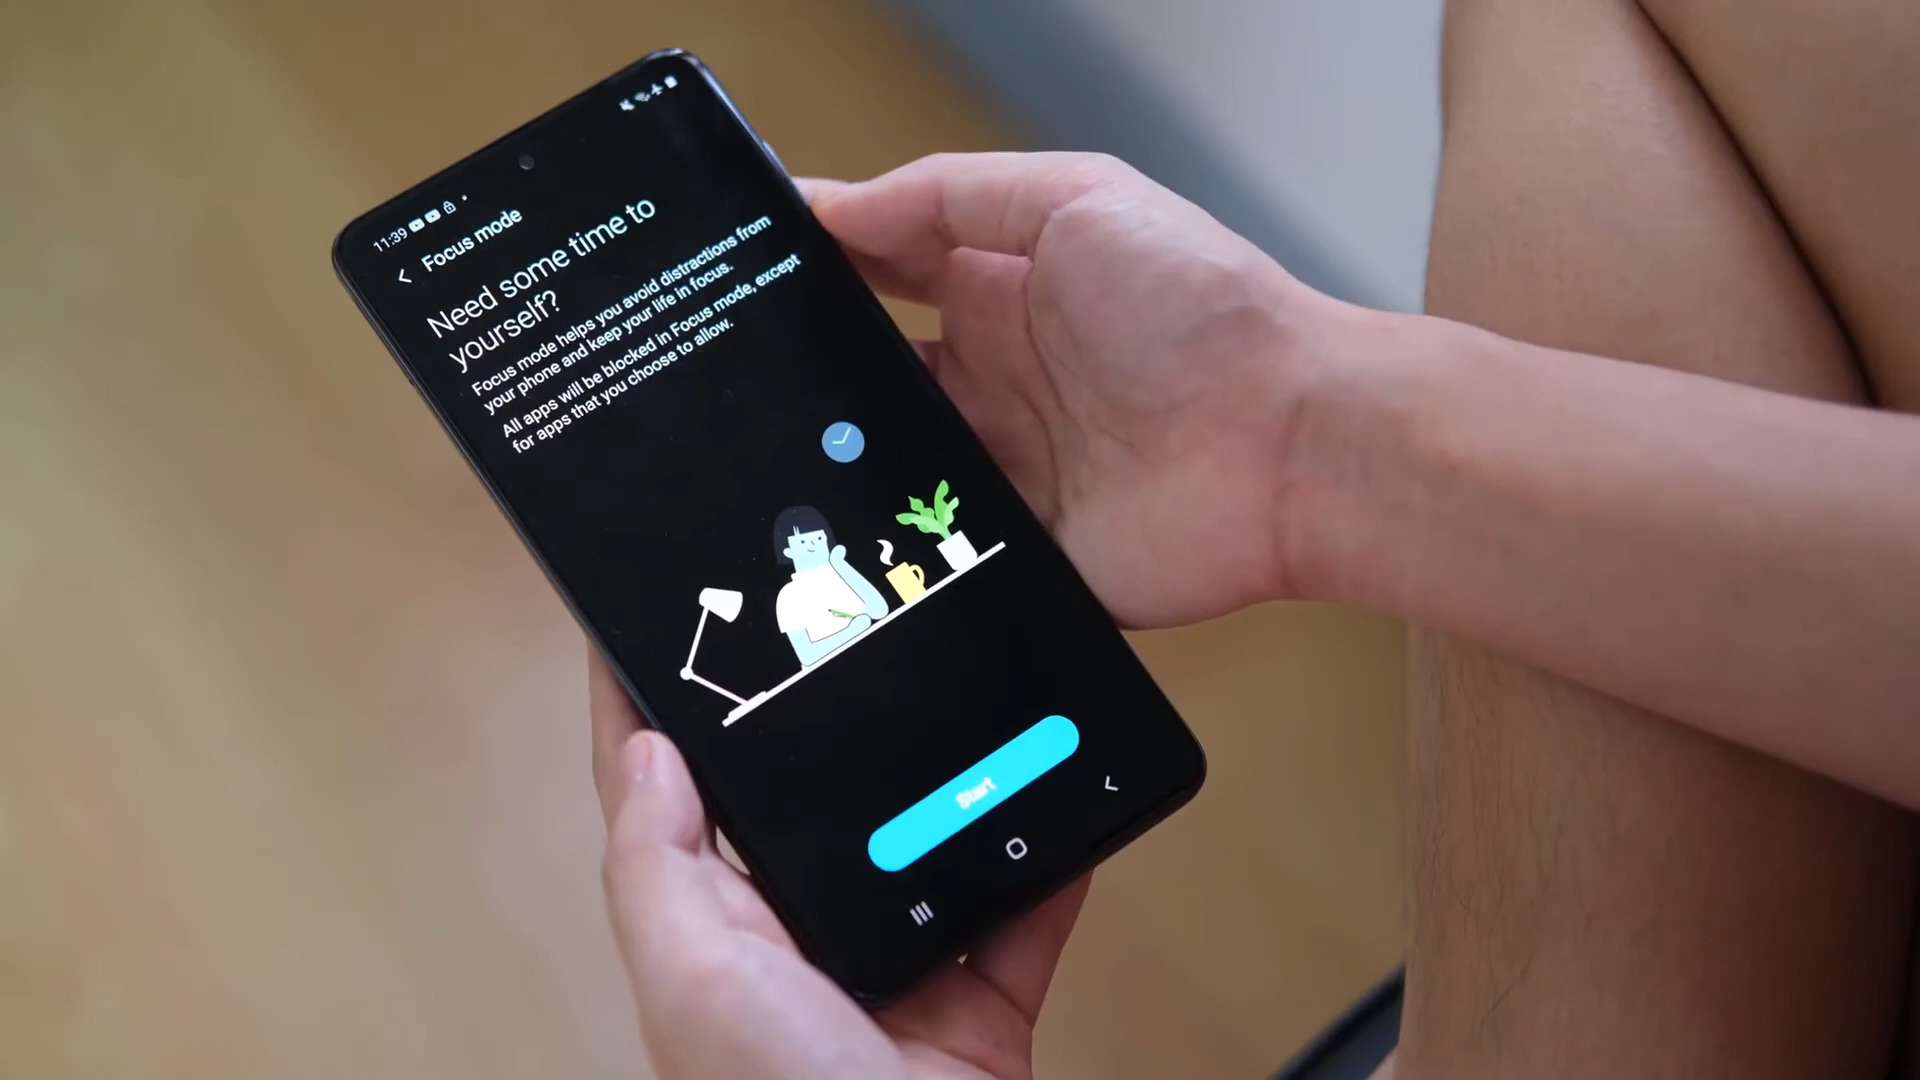 11:39
Focus mode
Need some time to
yourself?
Focus mode helps you avoid distractions from
your phone and keep your life in focus.
All apps will be blocked in Focus mode, except
for apps that you choose to allow.
Start